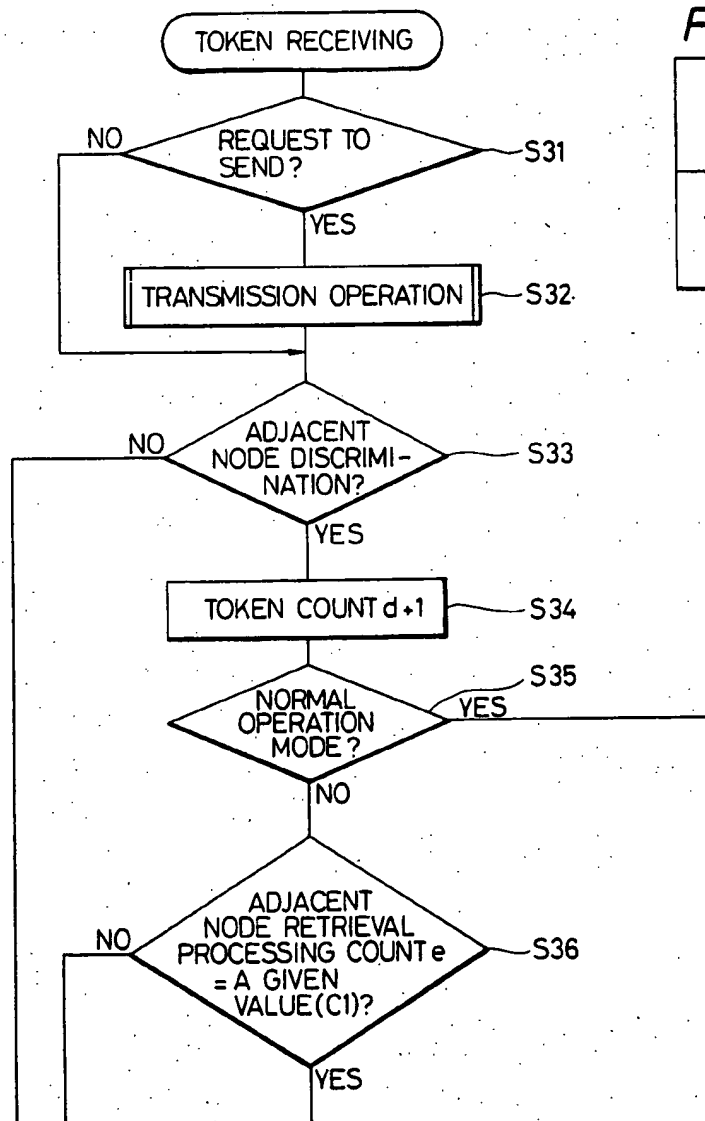 TOKEN RECEIVING
F
NO
REQUEST TO
SEND?
S31
YES
TRANSMISSION OPERATION
S32
NO
ADJACENT
NODE DISCRIMI-
NATION?
S33
YES
TOKEN COUNT d+1
S34
S35
NORMAL
OPERATION
MODE?
YES
NO
ADJACENT
NODE RETRIEVAL
PROCESSING COUNT e
= A GIVEN
VALUE(C1)?
NO
S36
YES